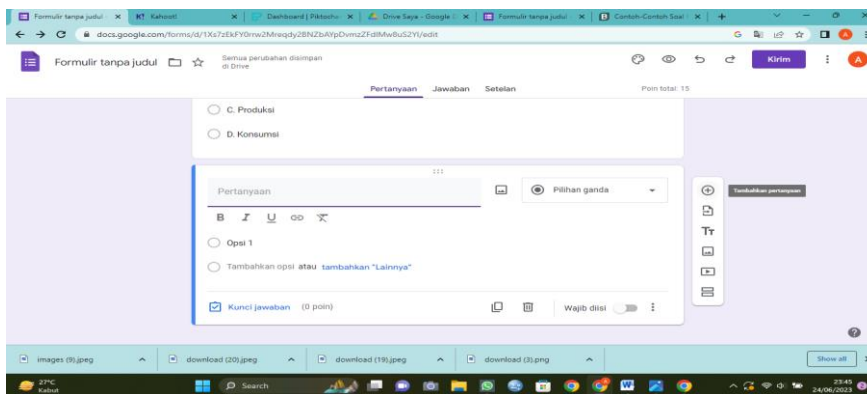 Formulir tanpa judul
Kahoot!
Dashboard | Piktochar
Drive Saya - Google D
Formulir tanpa judul
Contoh-Contoh Soal
docs.google.com/forms/d/1Xs7zEkFY0rrw2Mreqdy2BNZbAYpDvmzZFdIMwBuS2YI/edit
Formulir tanpa judul
Semua perubahan disimpan
di Drive
Kirim
A
Pertanyaan Jawaban Setelan
Poin total: 15
C. Produksi
D. Konsumsi
Pertanyaan
Pilihan ganda
Tambahkan pertanyaan
B I U
Tт
Opsi 1
Tambahkan opsi atau tambahkan "Lainnya"
Kunci jawaban (0 poin)
Wajib diisi
images (9).jpeg
download (20).jpeg
download (19).jpeg
download (3).png
Show all
27°C
Kabut
Search
23:45
24/06/2023